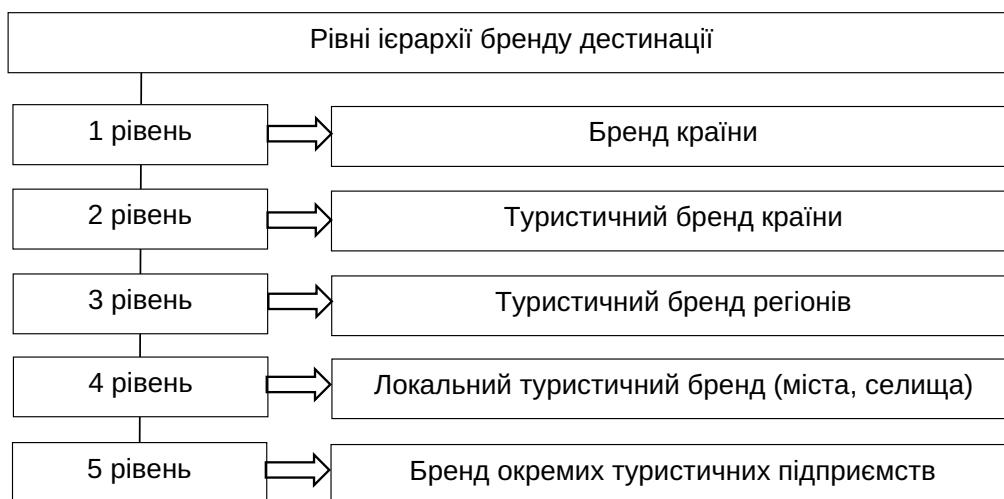 Рівні ієрархії бренду дестинації
1 рівень
Бренд країни
2 рівень
Туристичний бренд країни
3 рівень
Туристичний бренд регіонів
4 рівень
Локальний туристичний бренд (міста, селища)
5 рівень
Бренд окремих туристичних підприємств